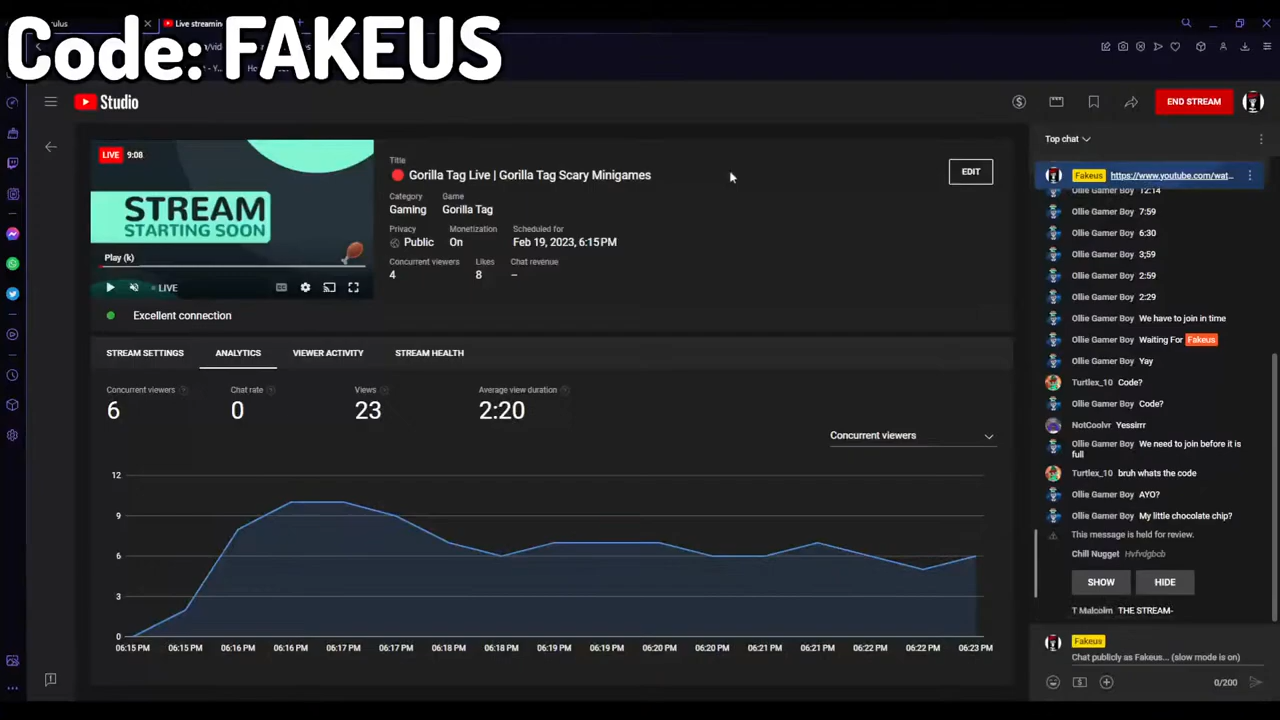 Code: FAKEUS
Live streaming
Studio
END STREAM
LIVE 9:08
STREAM
STARTING SOON
Play (k)
LIVE
Title
Gorilla Tag Live | Gorilla Tag Scary Minigames
EDIT
Category Game
Gaming Gorilla Tag
Privacy Monetization Scheduled for
Public On Feb 19, 2023, 6:15 PM
Concurrent viewers Likes Chat revenue
4 8 –
Excellent connection
STREAM SETTINGS ANALYTICS VIEWER ACTIVITY STREAM HEALTH
Concurrent viewers Chat rate Views Average view duration
6 0 23 2:20
Concurrent viewers
12
9
6
3
0
06:15 PM 06:15 PM 06:16 PM 06:16 PM 06:17 PM 06:17 PM 06:18 PM 06:18 PM 06:19 PM 06:19 PM 06:20 PM 06:20 PM 06:21 PM 06:21 PM 06:22 PM 06:22 PM 06:23 PM
Top chat
Fakeus https://www.youtube.com/wat...
Ollie Gamer Boy 12:14
Ollie Gamer Boy 7:59
Ollie Gamer Boy 6:30
Ollie Gamer Boy 3;59
Ollie Gamer Boy 2:59
Ollie Gamer Boy 2:29
Ollie Gamer Boy We have to join in time
Ollie Gamer Boy Waiting For Fakeus
Ollie Gamer Boy Yay
Turtlex_10 Code?
Ollie Gamer Boy Code?
NotCoolvr Yessirrr
Ollie Gamer Boy We need to join before it is
full
Turtlex_10 bruh whats the code
Ollie Gamer Boy AYO?
Ollie Gamer Boy My little chocolate chip?
This message is held for review.
Chill Nugget Hvfvdgbcb
SHOW HIDE
T Malcolm THE STREAM-
Fakeus
Chat publicly as Fakeus... (slow mode is on)
0/200